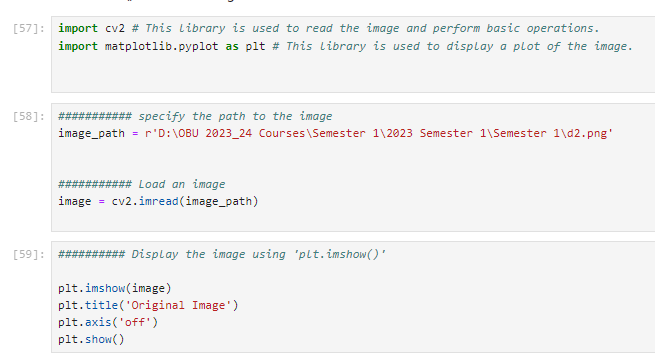 [57]: import cv2 # This library is used to read the image and perform basic operations.
import matplotlib.pyplot as plt # This library is used to display a plot of the image.
[58]: ########### specify the path to the image
image_path = r'D:\OBU 2023_24 Courses\Semester 1\2023 Semester 1\Semester 1\d2.png'
########### Load an image
image = cv2.imread(image_path)
[59]: ########## Display the image using 'plt.imshow()'
plt.imshow(image)
plt.title('Original Image')
plt.axis('off')
plt.show()